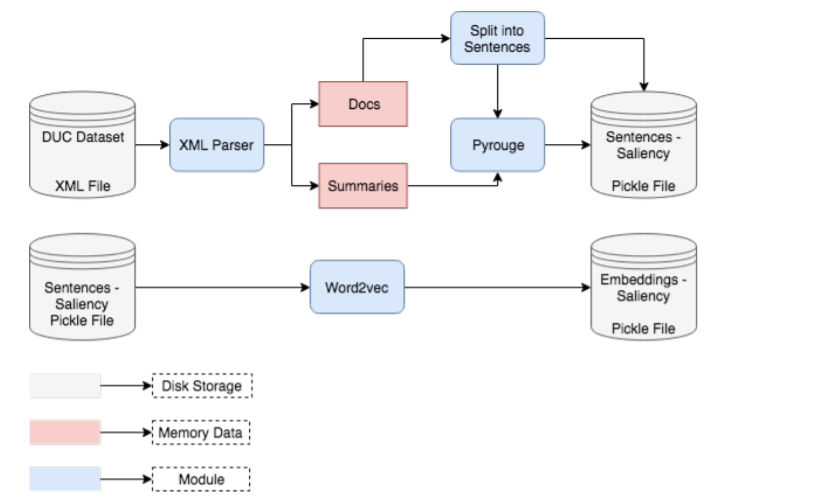 Split into
Sentences
Docs
DUC Dataset
XML File
XML Parser
Pyrouge
Sentences -
Saliency
Pickle File
Summaries
Sentences -
Saliency
Pickle File
Word2vec
Embeddings -
Saliency
Pickle File
Disk Storage
Memory Data
Module